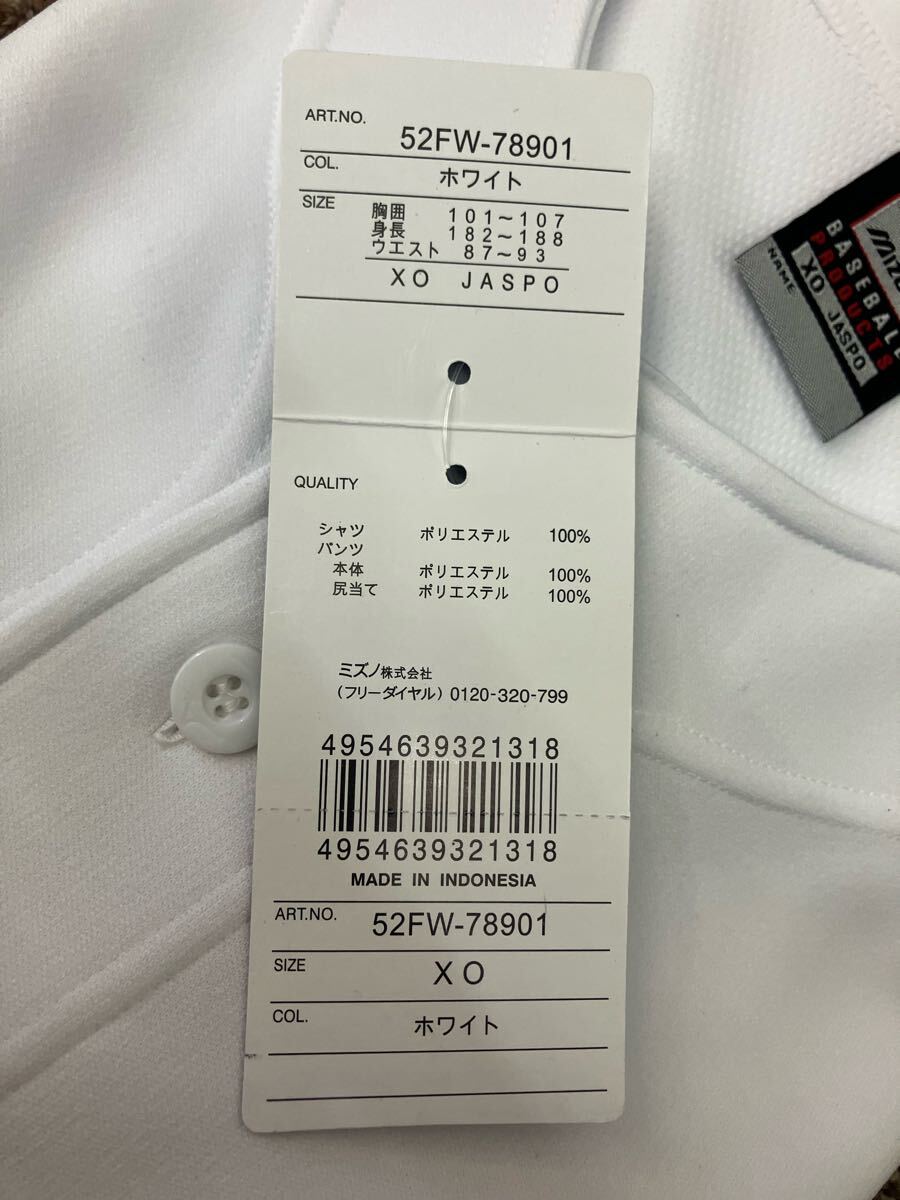 ART.NO.
52FW-78901
COL.
ホワイト
SIZE
胸囲 101~107
身長 182~188
ウエスト 87~93
XO JASPO
QUALITY
シャツ ポリエステル 100%
パンツ
本体 ポリエステル 100%
尻当て ポリエステル 100%
ミズノ株式会社
(フリーダイヤル) 0120-320-799
4954639321318
4954639321318
MADE IN INDONESIA
ART.NO. 52FW-78901
SIZE XO
COL. ホワイト
BASEBALL
PRODUCTS
XO JASPO
NAME